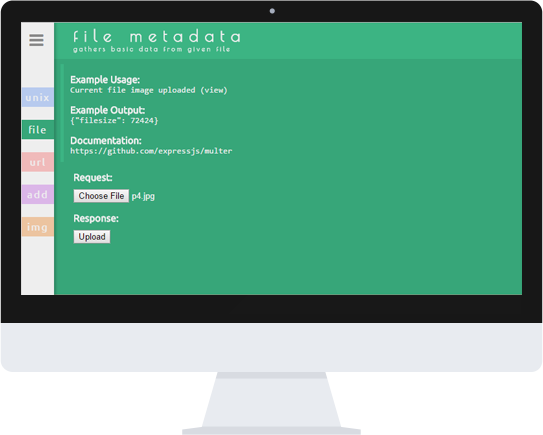 file metadata
gathers basic data from given file
unix
file
url
add
img
Example Usage:
Current file image uploaded (view)
Example Output:
{"filesize": 72424}
Documentation:
https://github.com/expressjs/multer
Request:
Choose File p4.jpg
Response:
Upload